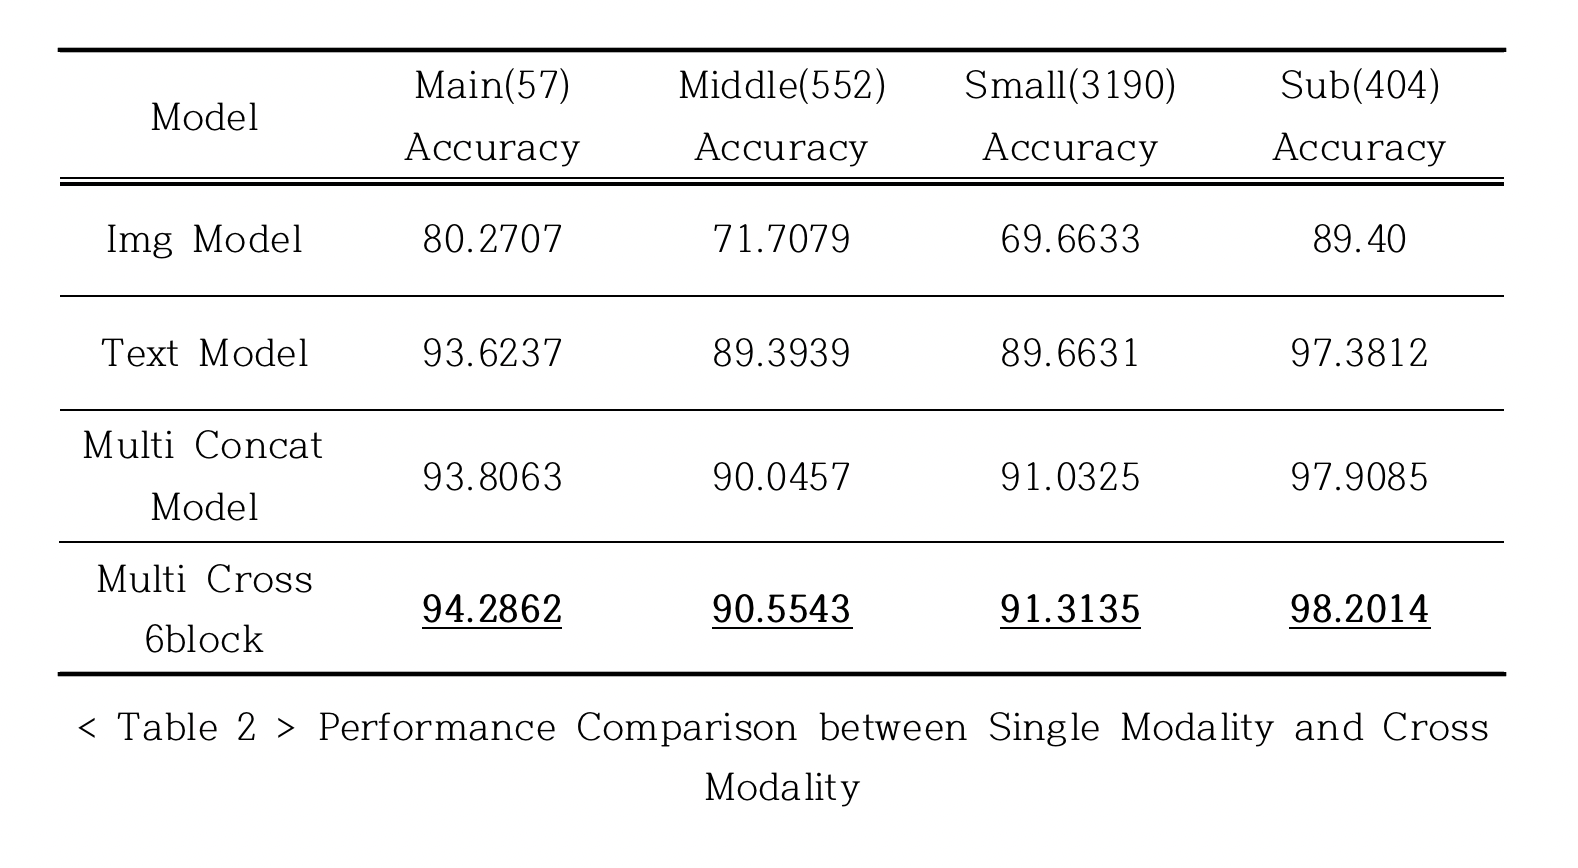 Model Main(57) Accuracy Middle(552) Accuracy Small(3190) Accuracy Sub(404) Accuracy
Img Model 80.2707 71.7079 69.6633 89.40
Text Model 93.6237 89.3939 89.6631 97.3812
Multi Concat Model 93.8063 90.0457 91.0325 97.9085
Multi Cross 6block 94.2862 90.5543 91.3135 98.2014
< Table 2 > Performance Comparison between Single Modality and Cross
Modality